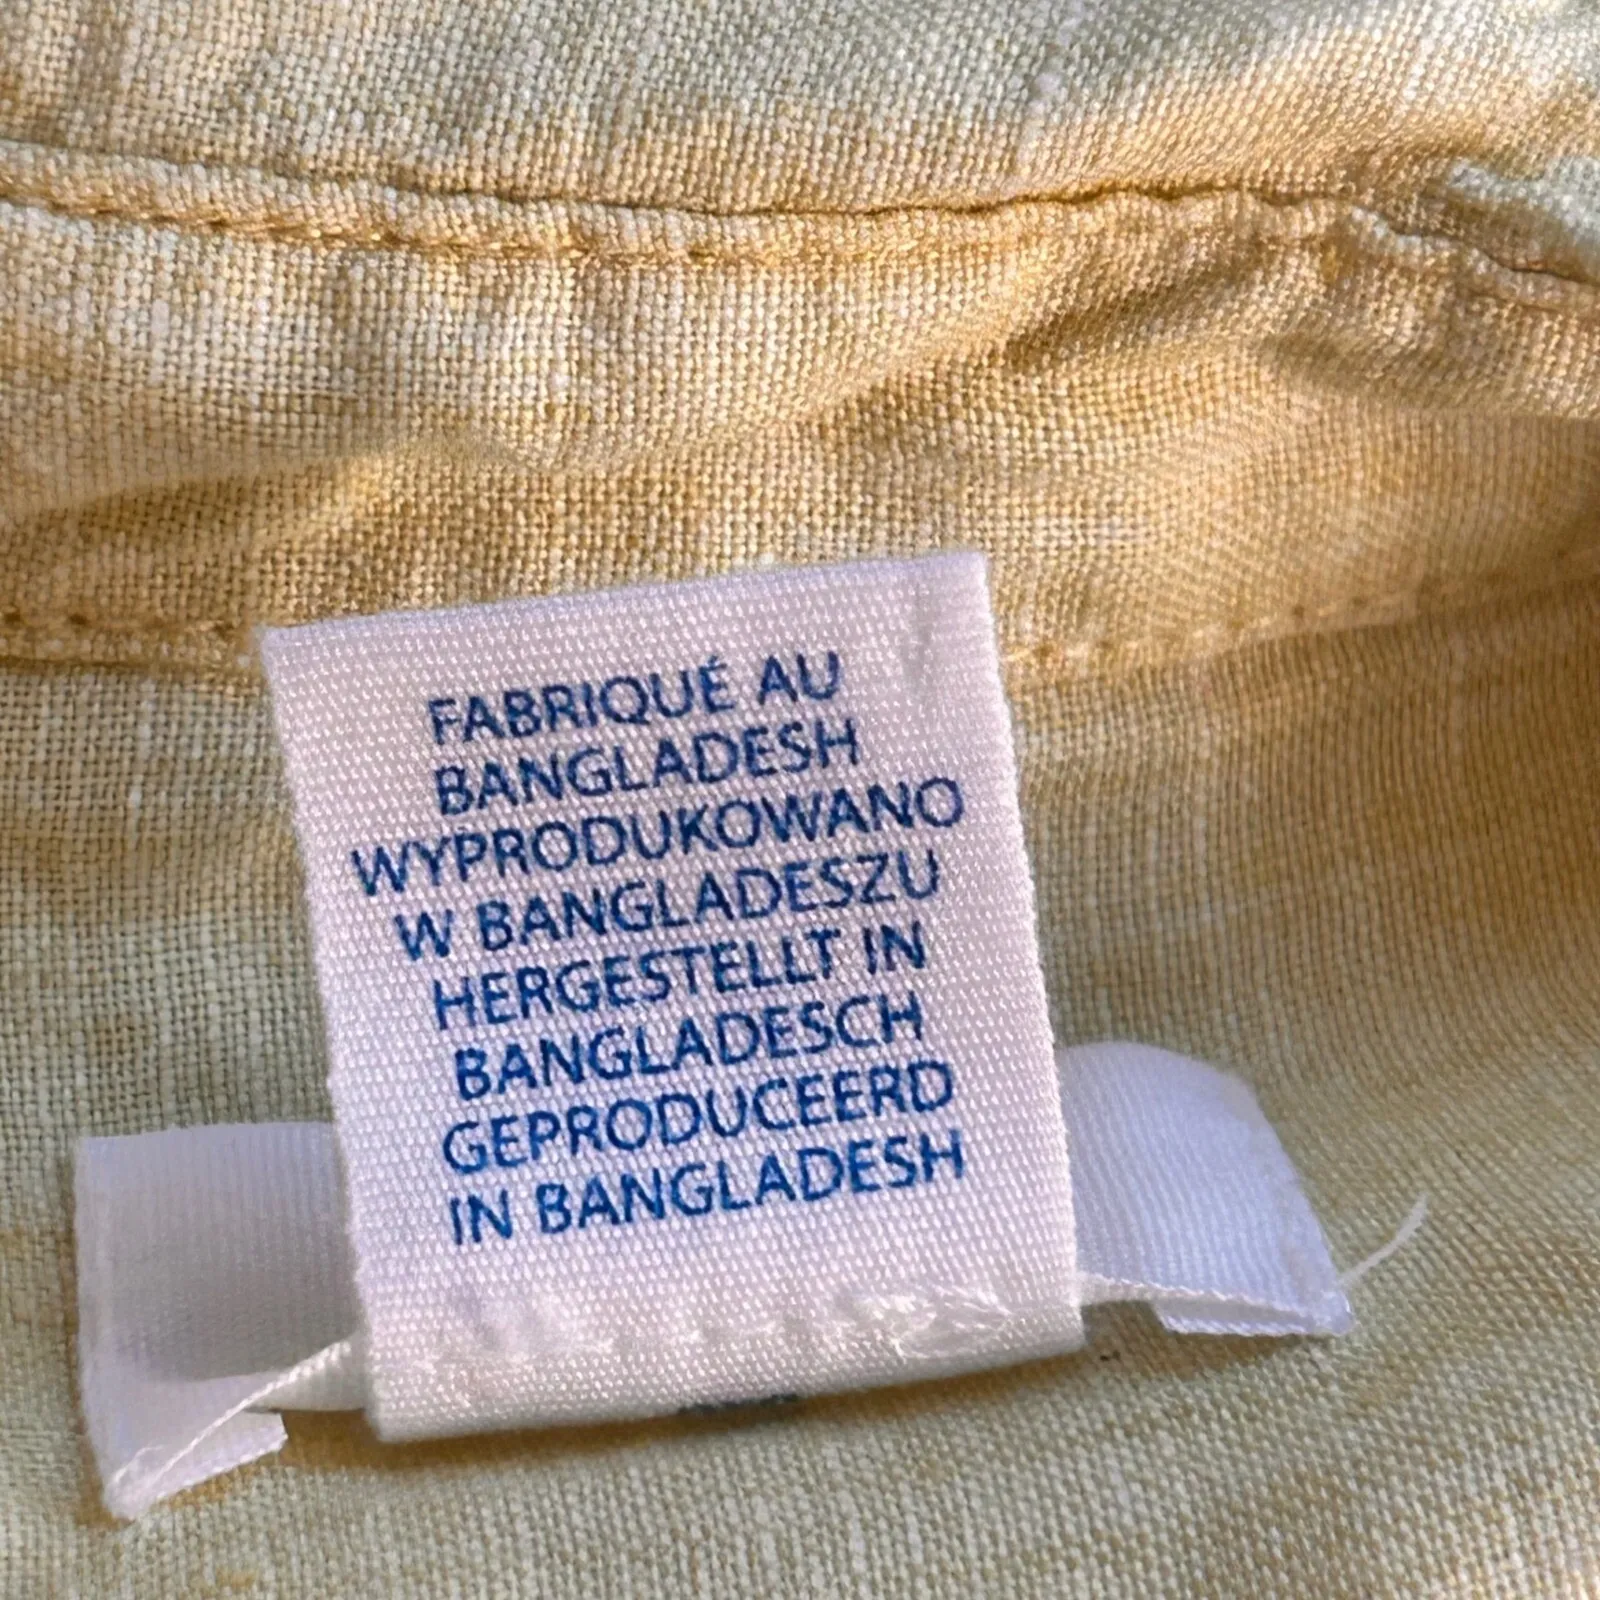 FABRIQUÉ AU
BANGLADESH
WYPRODUKOWANO
W BANGLADESZU
HERGESTELLT IN
BANGLADESCH
GEPRODUCEERD
IN BANGLADESH